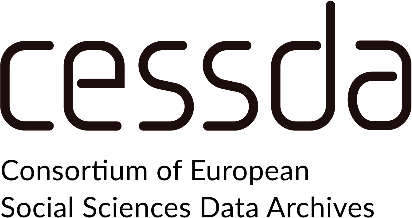 cessda
Consortium of European
Social Sciences Data Archives